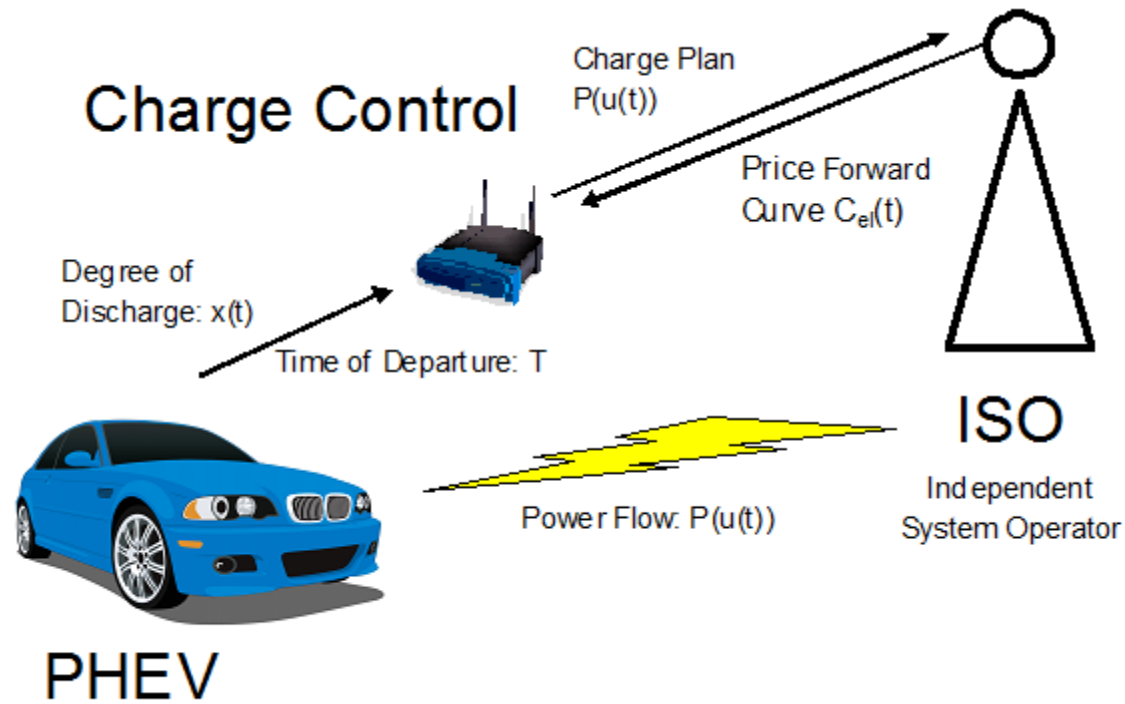 Charge Control
Charge Plan
P(u(t))
Price Forward
Curve Cel(t)
Degree of
Discharge: x(t)
Time of Departure: T
ISO
Independent
System Operator
Power Flow: P(u(t))
PHEV